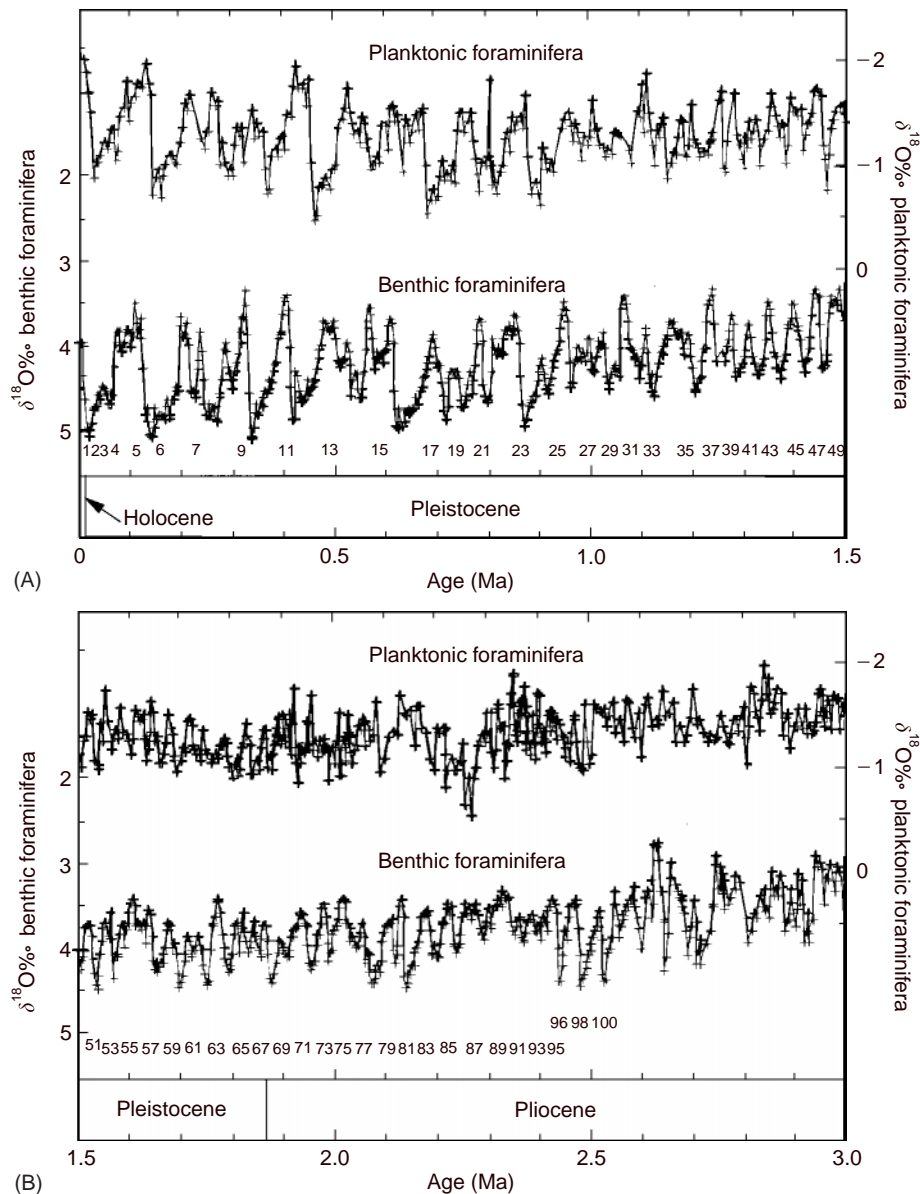 Planktonic foraminifera
Benthic foraminifera
δ¹⁸O‰ benthic foraminifera
2
3
4
5
−2
−1
0
δ¹⁸O‰ planktonic foraminifera
1 2 3 4 5 6 7 9 11 13 15 17 19 21 23 25 27 29 31 33 35 37 39 41 43 45 47 49
Holocene
Pleistocene
0 0.5 1.0 1.5
Age (Ma)
(A)
Planktonic foraminifera
Benthic foraminifera
δ¹⁸O‰ benthic foraminifera
2
3
4
5
−2
−1
0
δ¹⁸O‰ planktonic foraminifera
96 98 100
51 53 55 57 59 61 63 65 67 69 71 73 75 77 79 81 83 85 87 89 91 93 95
Pleistocene Pliocene
1.5 2.0 2.5 3.0
Age (Ma)
(B)